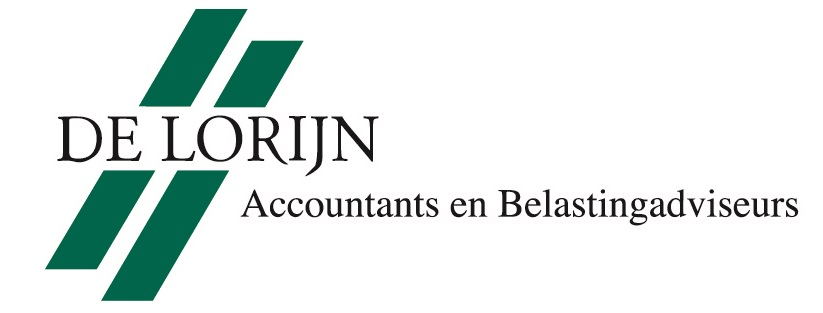 DE LORIJN
Accountants en Belastingadviseurs